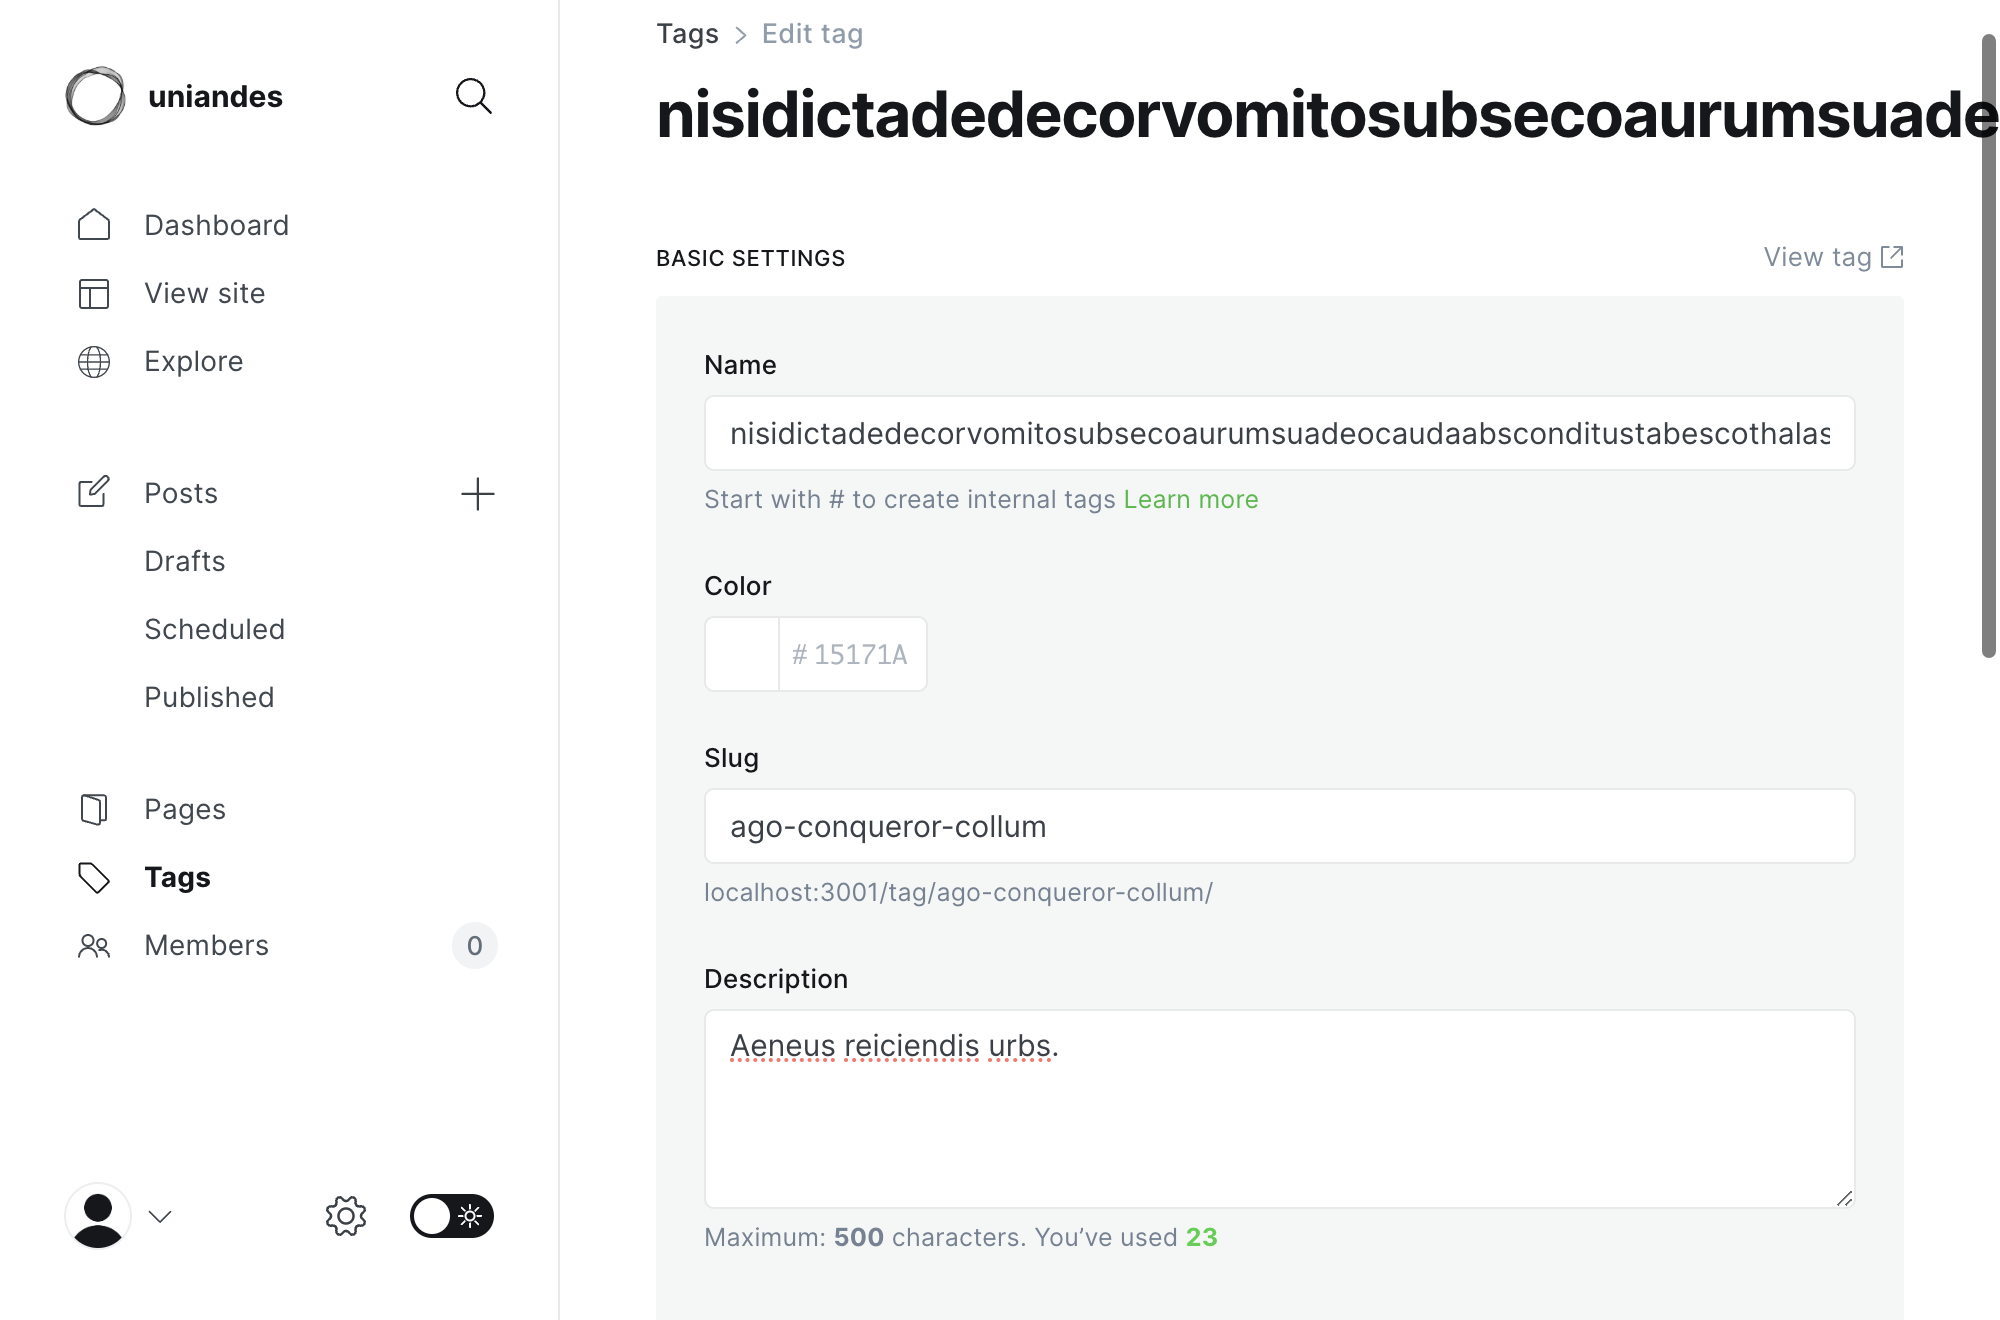 uniandes
Dashboard
View site
Explore
Posts
Drafts
Scheduled
Published
Pages
Tags
Members
0
Tags > Edit tag
nisidictadedecorvomitosubsecoaurumsuade
BASIC SETTINGS
View tag
Name
nisidictadedecorvomitosubsecoaurumsuadeocaudaabsconditustabescothalas
Start with # to create internal tags Learn more
Color
# 15171A
Slug
ago-conqueror-collum
localhost:3001/tag/ago-conqueror-collum/
Description
Aeneus reiciendis urbs.
Maximum: 500 characters. You’ve used 23